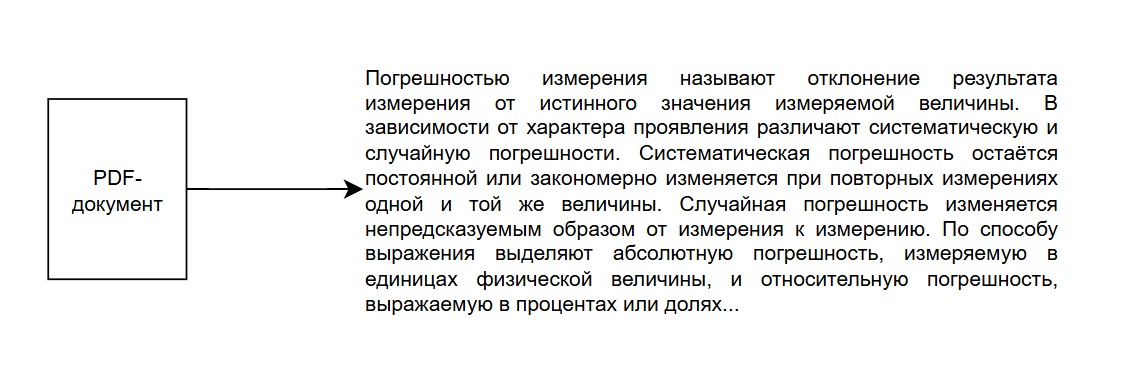 PDF-
документ
Погрешностью измерения называют отклонение результата
измерения от истинного значения измеряемой величины. В
зависимости от характера проявления различают систематическую и
случайную погрешности. Систематическая погрешность остаётся
постоянной или закономерно изменяется при повторных измерениях
одной и той же величины. Случайная погрешность изменяется
непредсказуемым образом от измерения к измерению. По способу
выражения выделяют абсолютную погрешность, измеряемую в
единицах физической величины, и относительную погрешность,
выражаемую в процентах или долях...